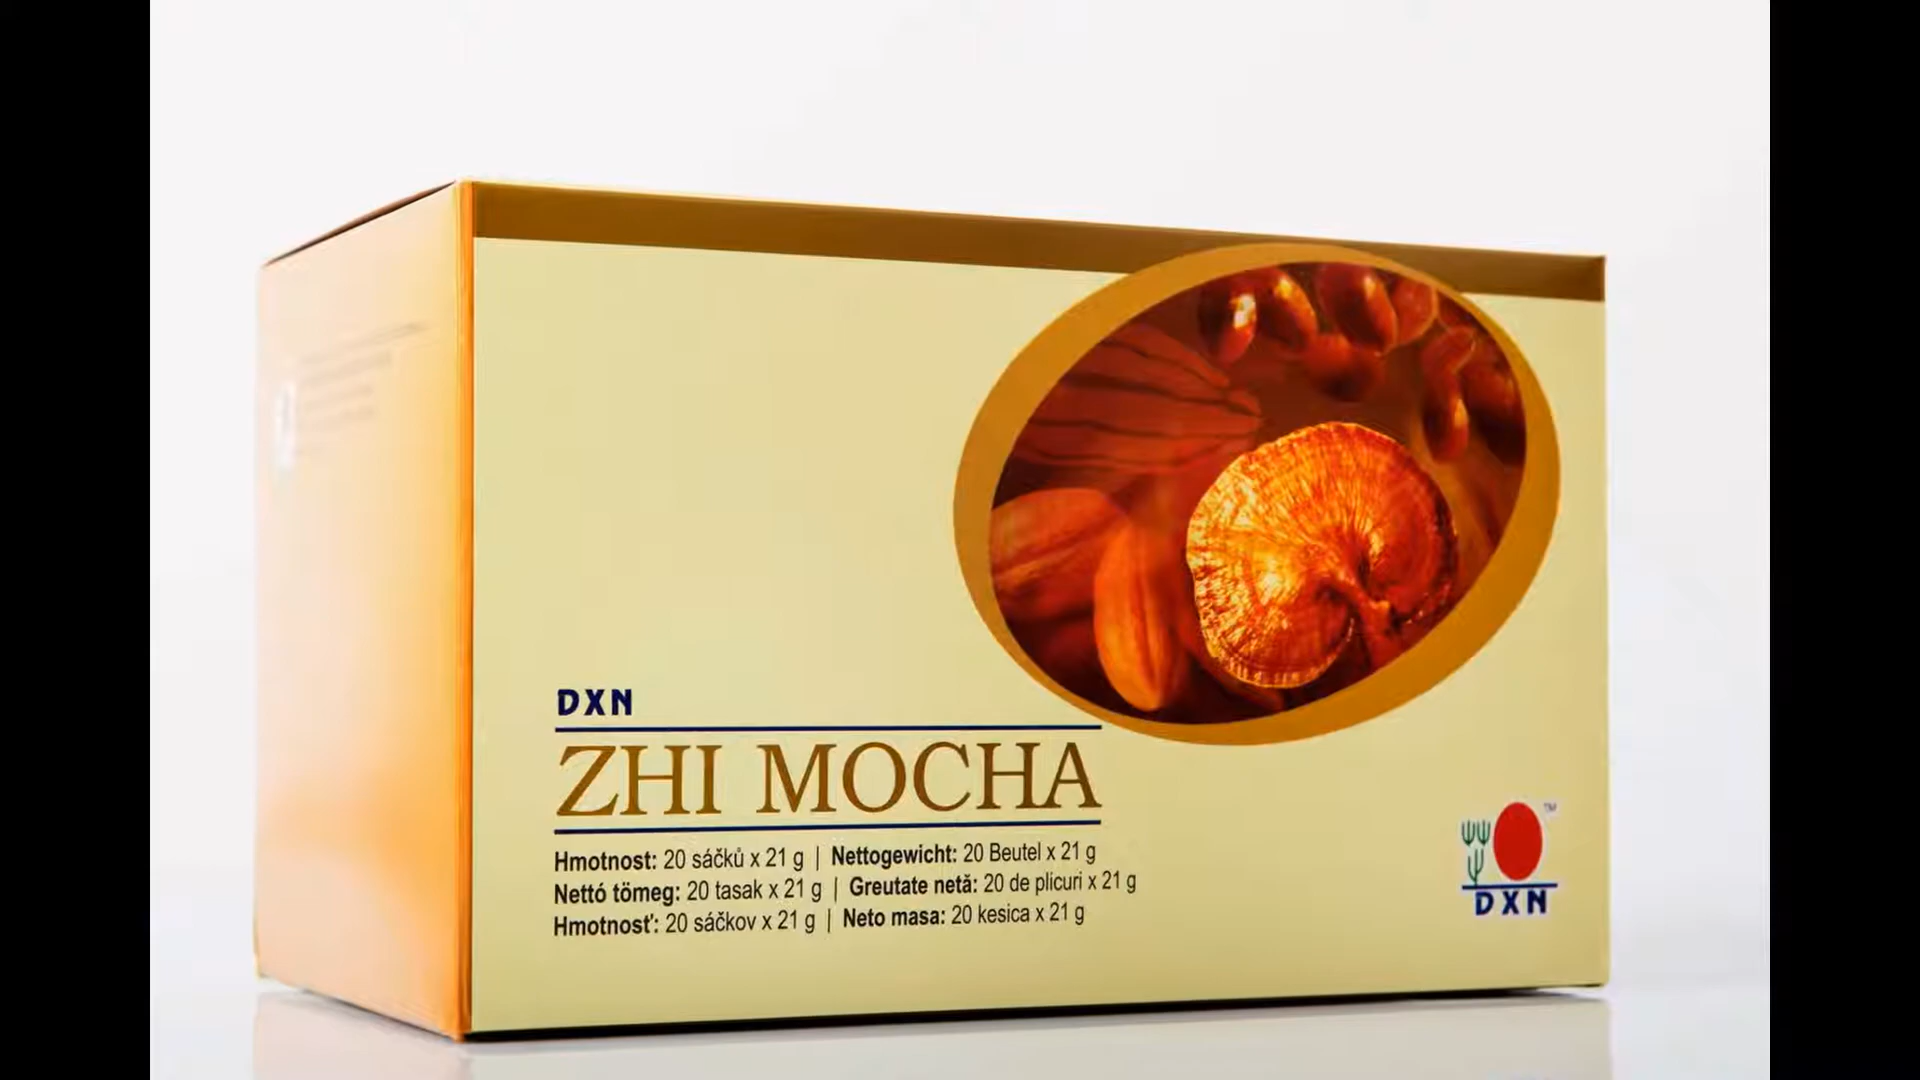 DXN
ZHI MOCHA
Hmotnost: 20 sáčků x 21 g | Nettogewicht: 20 Beutel x 21 g
Nettó tömeg: 20 tasak x 21 g | Greutate netă: 20 de plicuri x 21 g
Hmotnosť: 20 sáčkov x 21 g | Neto masa: 20 kesica x 21 g
TM
DXN